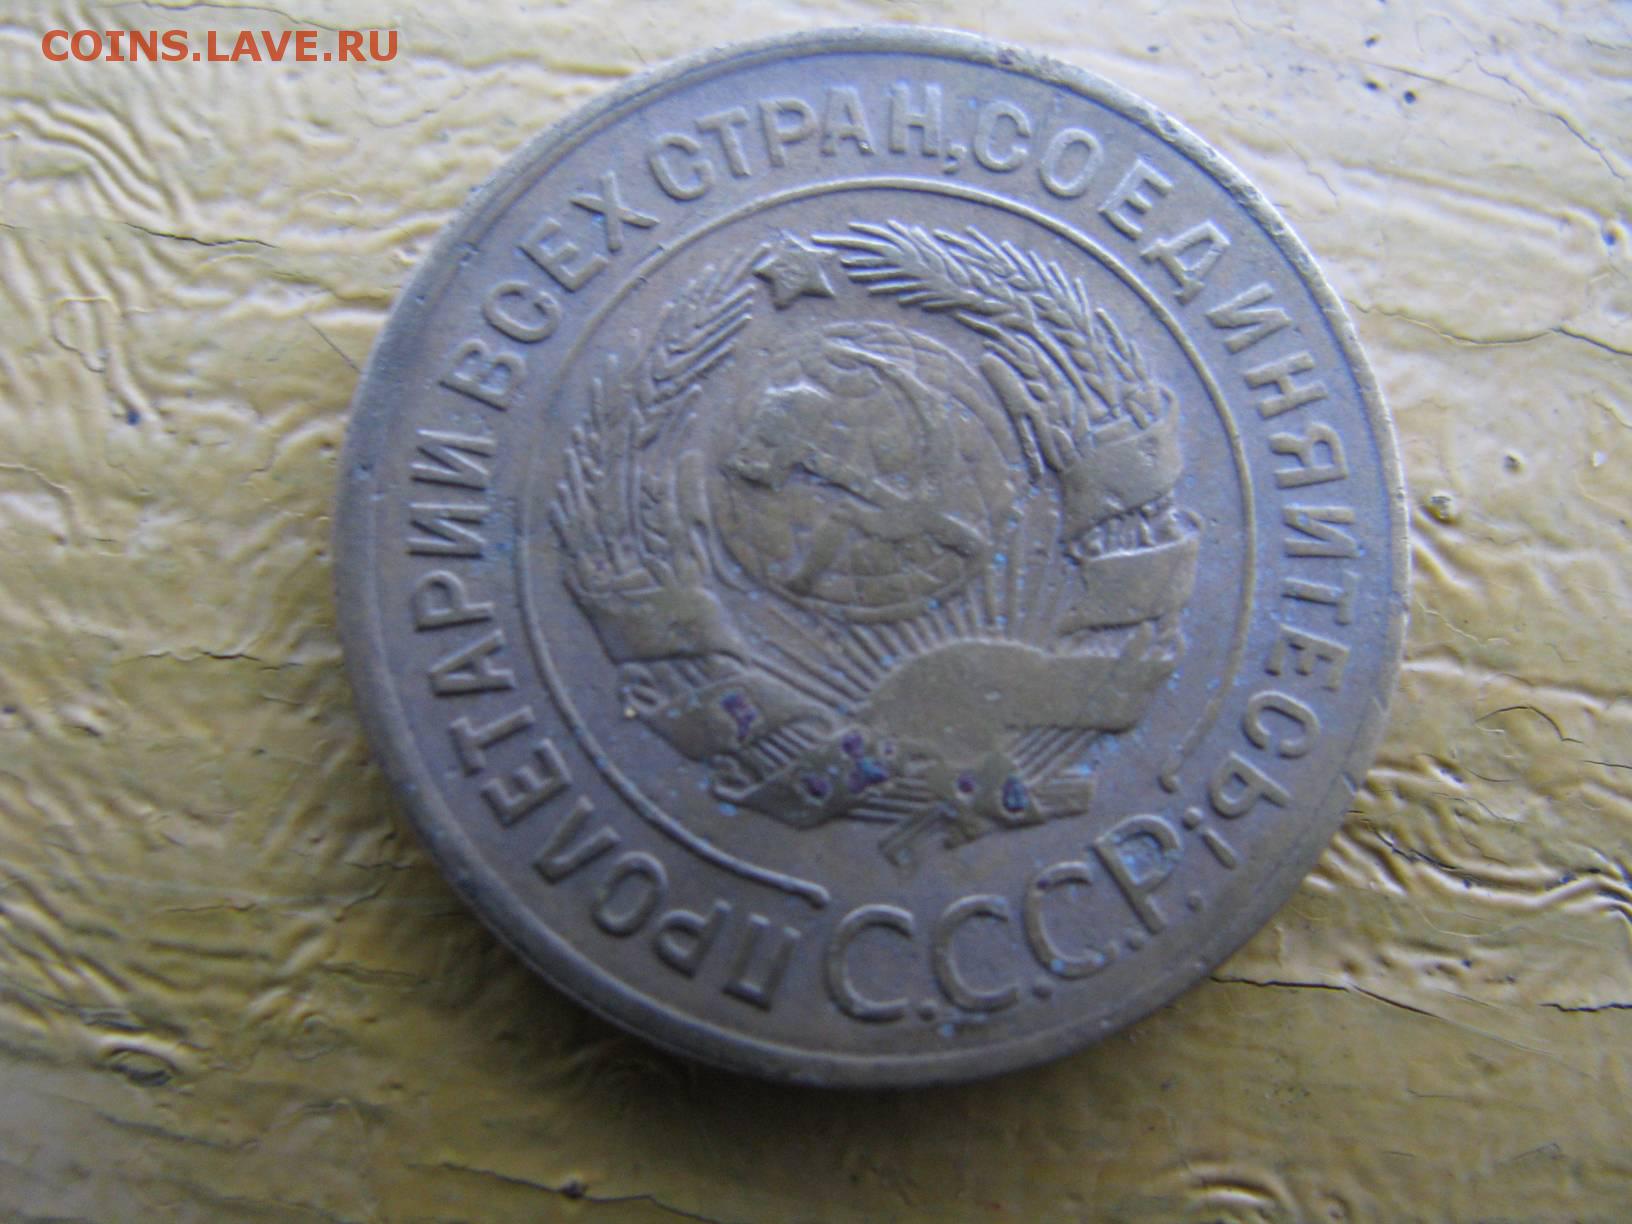 COINS.LAVE.RU
ПРОЛЕТАРИИ ВСЕХ СТРАН, СОЕДИНЯЙТЕСЬ!
С.С.С.Р.